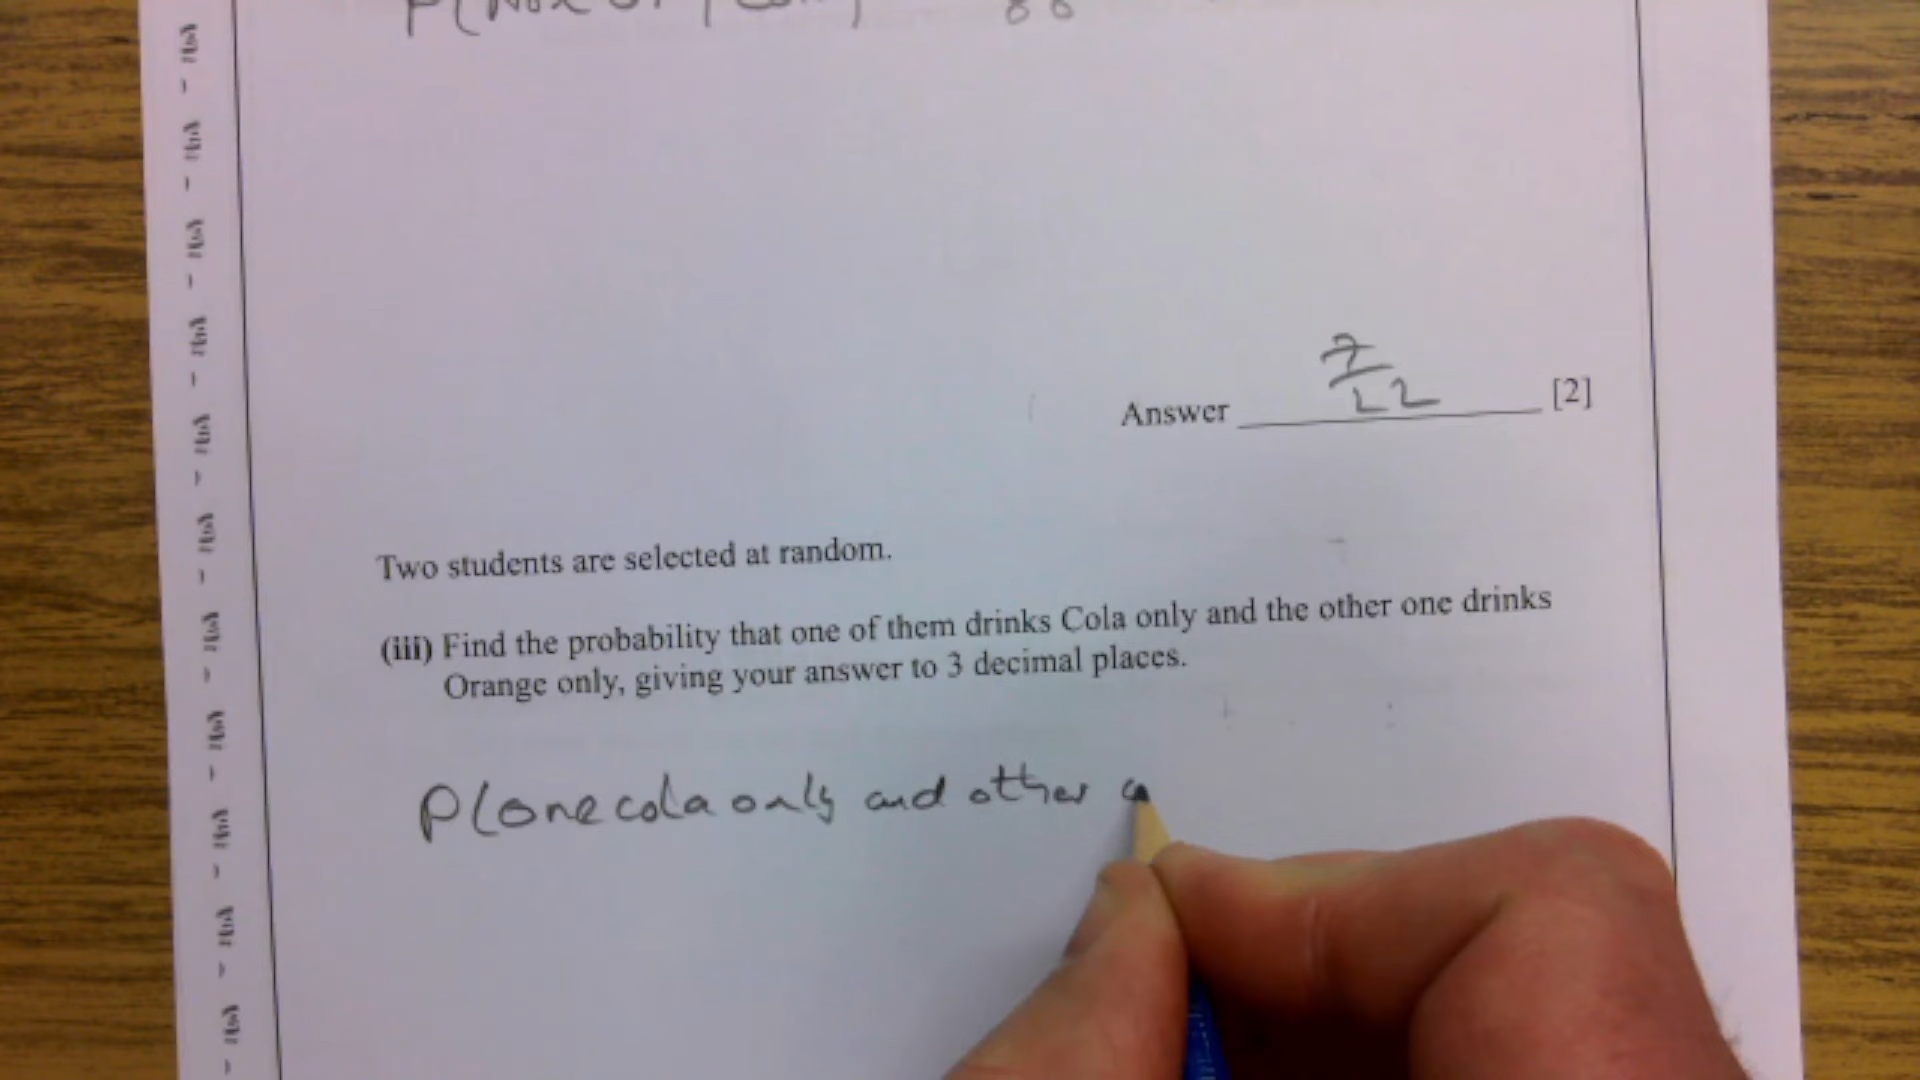 Answer 7/22 [2]
Two students are selected at random.
(iii) Find the probability that one of them drinks Cola only and the other one drinks
Orange only, giving your answer to 3 decimal places.
P(one cola only and other